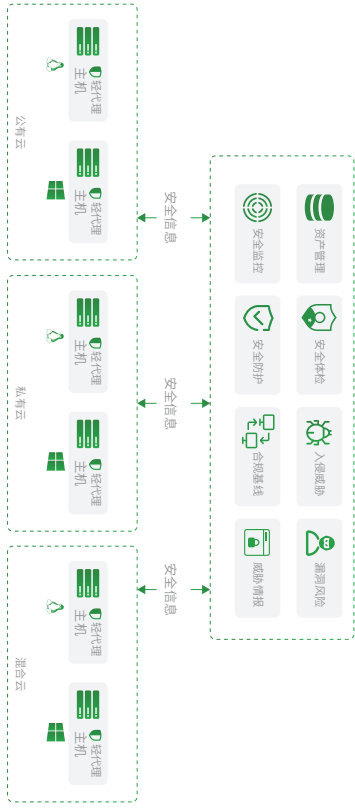 资产管理
安全体检
入侵威胁
漏洞风险
安全监控
安全防护
合规基线
威胁情报
安全信息
安全信息
安全信息
轻代理
主机
轻代理
主机
公有云
轻代理
主机
轻代理
主机
私有云
轻代理
主机
轻代理
主机
混合云